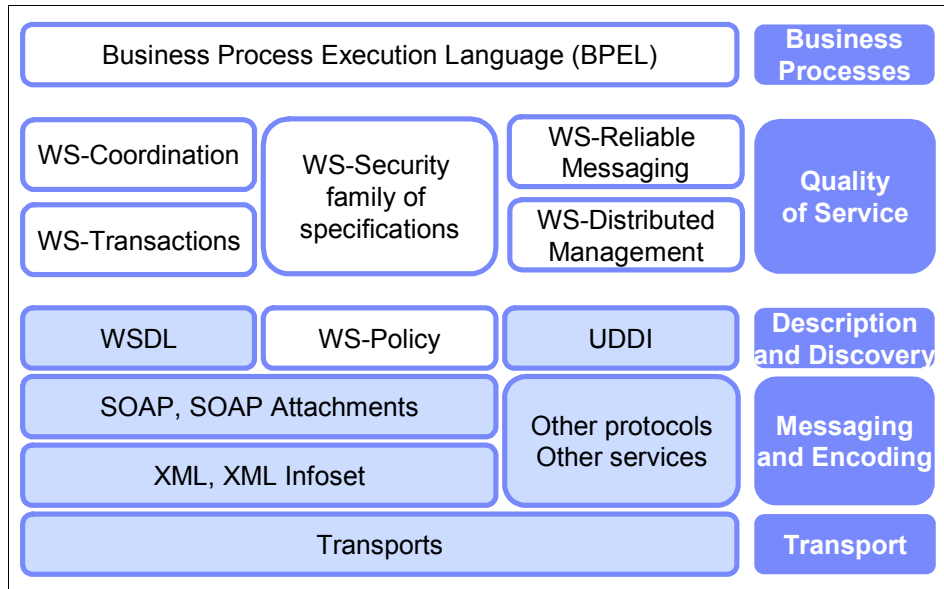 Business Process Execution Language (BPEL)
Business
Processes
WS-Coordination
WS-Transactions
WS-Security
family of
specifications
WS-Reliable
Messaging
WS-Distributed
Management
Quality
of Service
WSDL
WS-Policy
UDDI
Description
and Discovery
SOAP, SOAP Attachments
XML, XML Infoset
Other protocols
Other services
Messaging
and Encoding
Transports
Transport